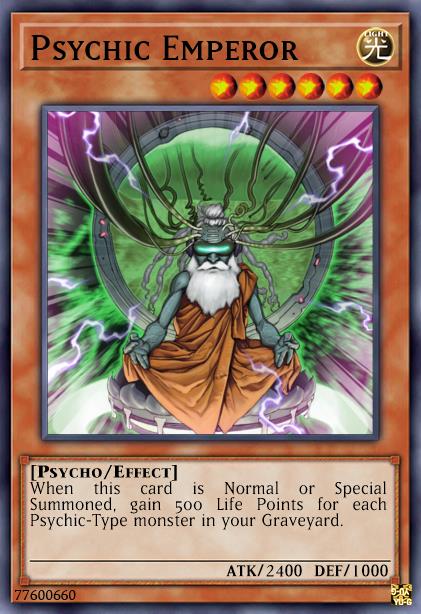 PSYCHIC EMPEROR
LIGHT
光
[PSYCHO/EFFECT]
When this card is Normal or Special
Summoned, gain 500 Life Points for each
Psychic-Type monster in your Graveyard.
ATK/2400 DEF/1000
77600660